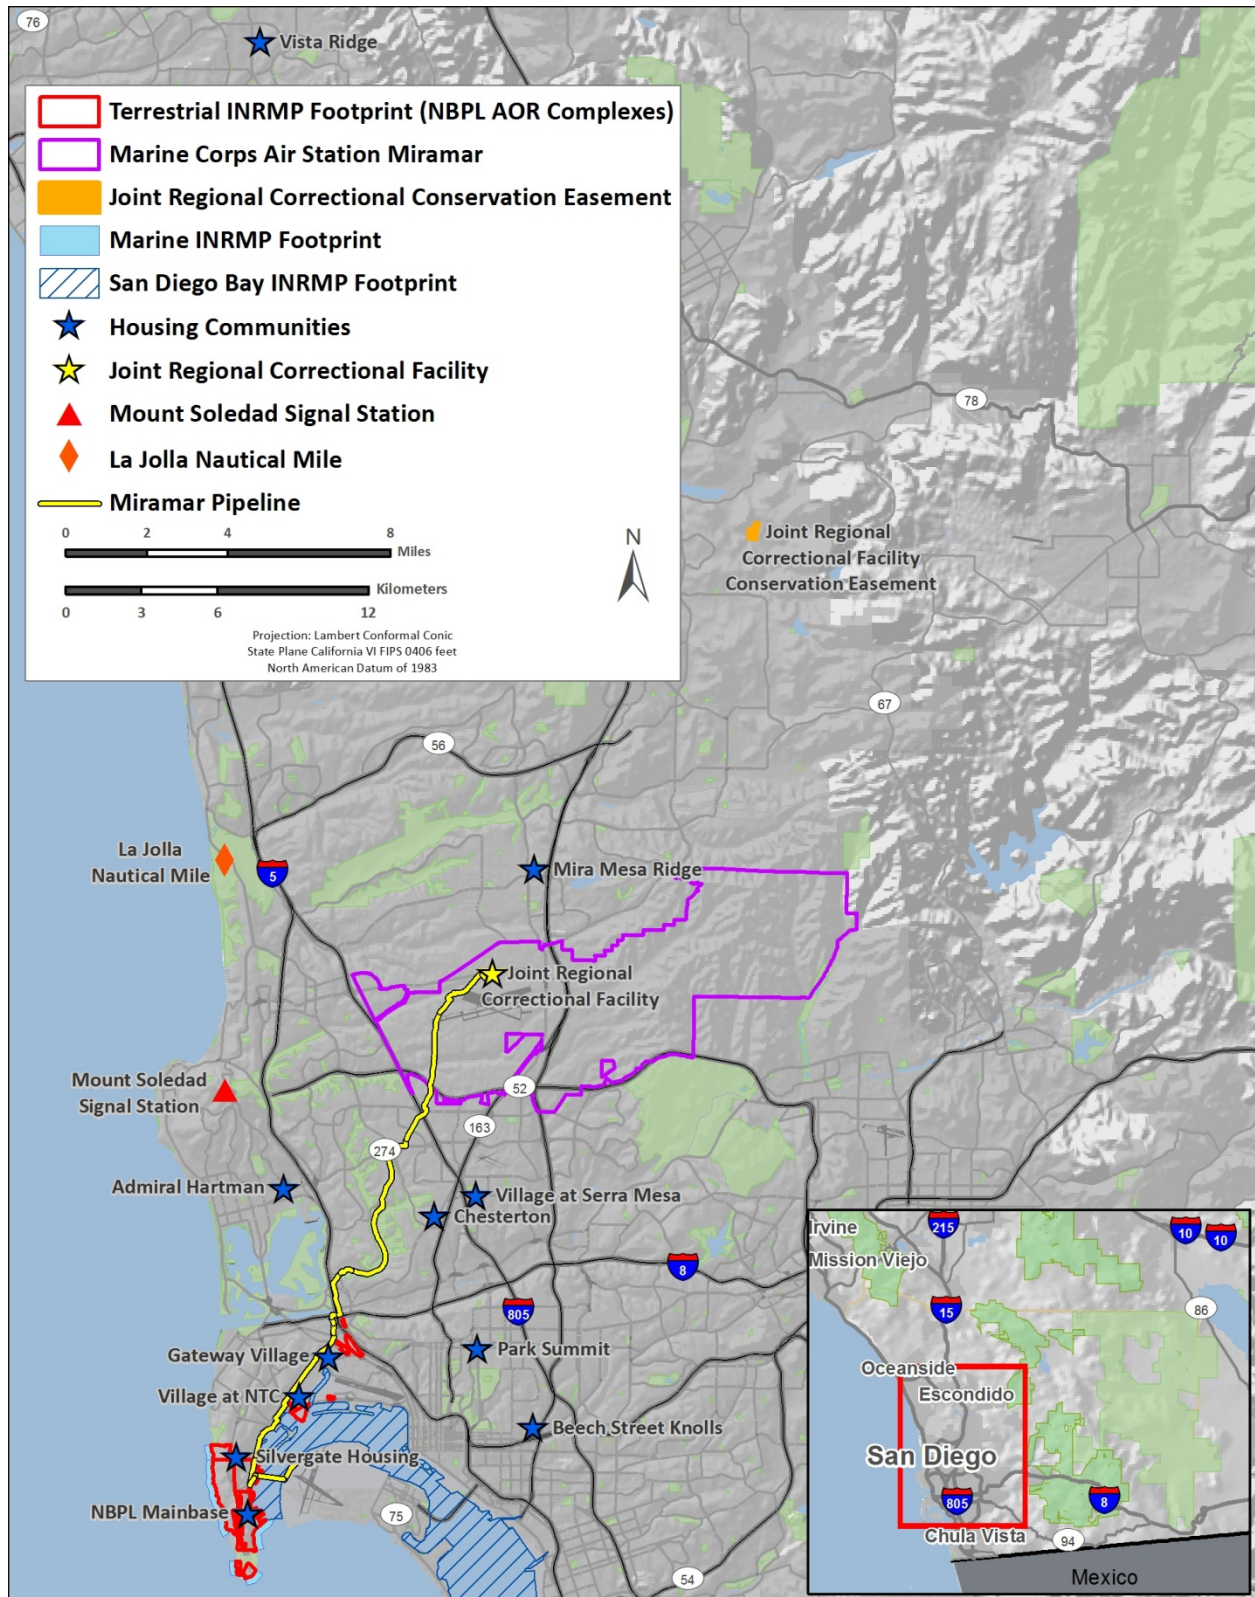 76
Vista Ridge
Terrestrial INRMP Footprint (NBPL AOR Complexes)
Marine Corps Air Station Miramar
Joint Regional Correctional Conservation Easement
Marine INRMP Footprint
San Diego Bay INRMP Footprint
Housing Communities
Joint Regional Correctional Facility
Mount Soledad Signal Station
La Jolla Nautical Mile
Miramar Pipeline
0 2 4 8
Miles
Kilometers
0 3 6 12
N
Projection: Lambert Conformal Conic
State Plane California VI FIPS 0406 feet
North American Datum of 1983
78
Joint Regional
Correctional Facility
Conservation Easement
67
56
La Jolla
Nautical Mile
5
Mira Mesa Ridge
Joint Regional
Correctional Facility
Mount Soledad
Signal Station
52
163
274
Admiral Hartman
Village at Serra Mesa
Chesterton
8
805
Gateway Village
Park Summit
Village at NTC
Beech Street Knolls
Silvergate Housing
NBPL Mainbase
75
54
Irvine
215
10
10
Mission Viejo
15
86
Oceanside
Escondido
San Diego
805
8
Chula Vista
94
Mexico